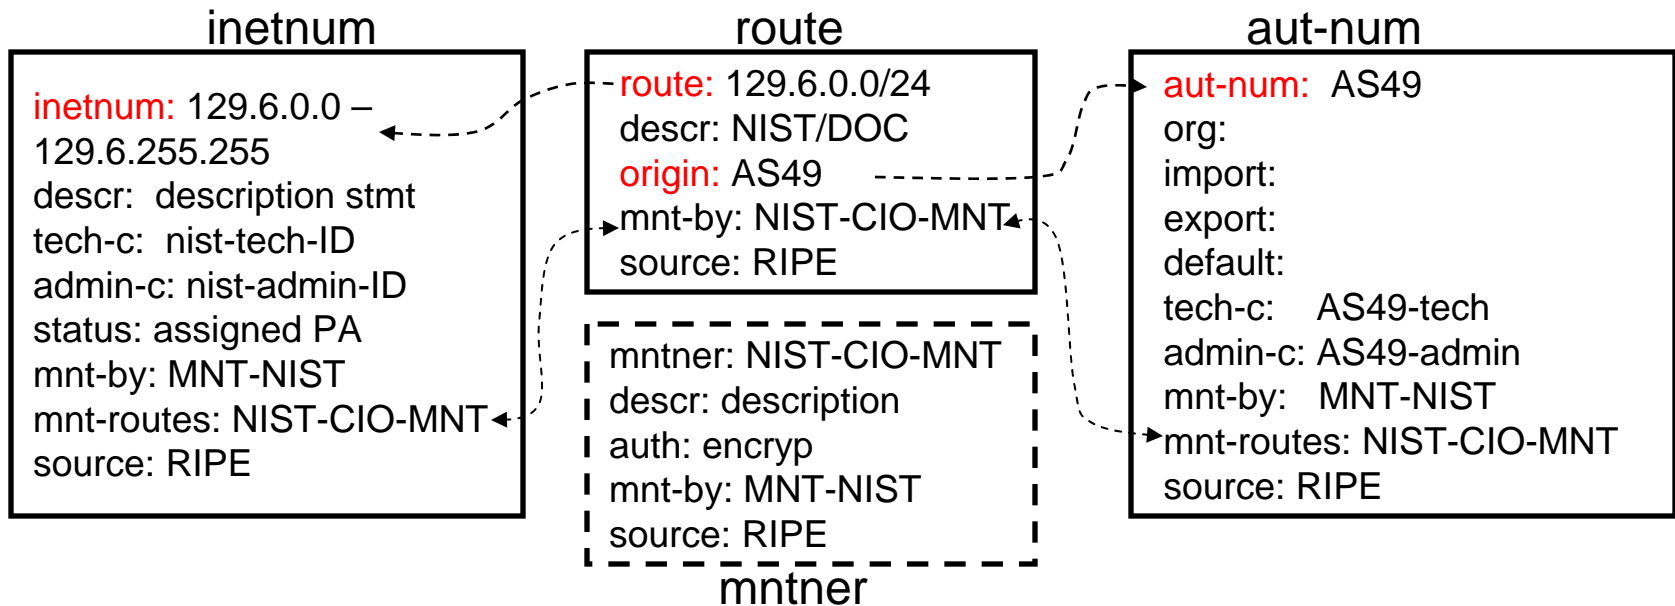 inetnum
inetnum: 129.6.0.0 –
129.6.255.255
descr:  description stmt
tech-c:  nist-tech-ID
admin-c: nist-admin-ID
status: assigned PA
mnt-by: MNT-NIST
mnt-routes: NIST-CIO-MNT
source: RIPE
route
route: 129.6.0.0/24
descr: NIST/DOC
origin: AS49
mnt-by: NIST-CIO-MNT
source: RIPE
mntner: NIST-CIO-MNT
descr: description
auth: encryp
mnt-by: MNT-NIST
source: RIPE
mntner
aut-num
aut-num:  AS49
org:
import:
export:
default:
tech-c:    AS49-tech
admin-c: AS49-admin
mnt-by:   MNT-NIST
mnt-routes: NIST-CIO-MNT
source: RIPE